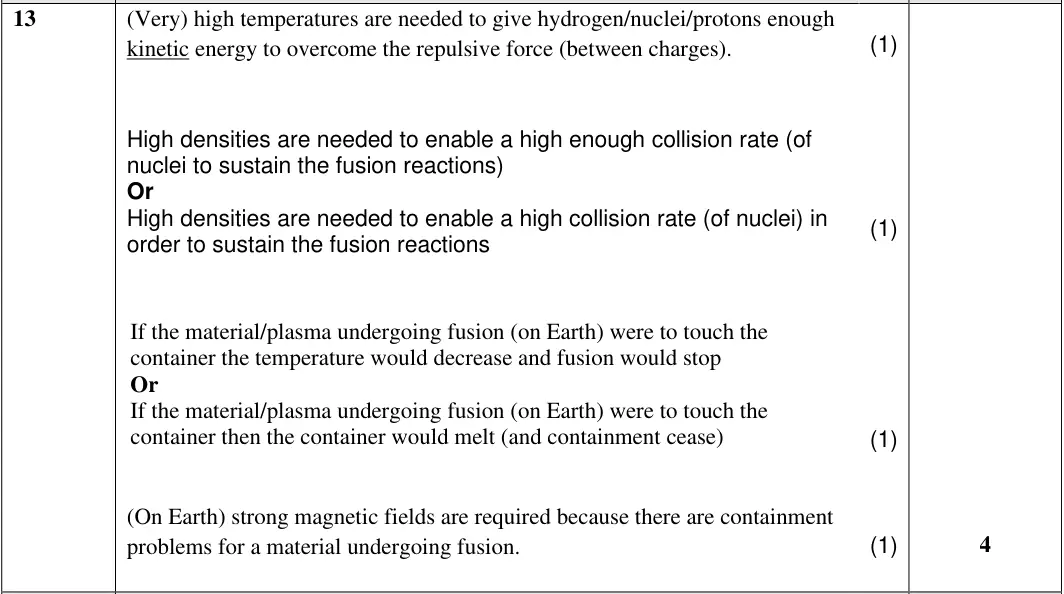 13
(Very) high temperatures are needed to give hydrogen/nuclei/protons enough
kinetic energy to overcome the repulsive force (between charges).
(1)
High densities are needed to enable a high enough collision rate (of
nuclei to sustain the fusion reactions)
Or
High densities are needed to enable a high collision rate (of nuclei) in
order to sustain the fusion reactions
(1)
If the material/plasma undergoing fusion (on Earth) were to touch the
container the temperature would decrease and fusion would stop
Or
If the material/plasma undergoing fusion (on Earth) were to touch the
container then the container would melt (and containment cease)
(1)
(On Earth) strong magnetic fields are required because there are containment
problems for a material undergoing fusion.
(1)
4